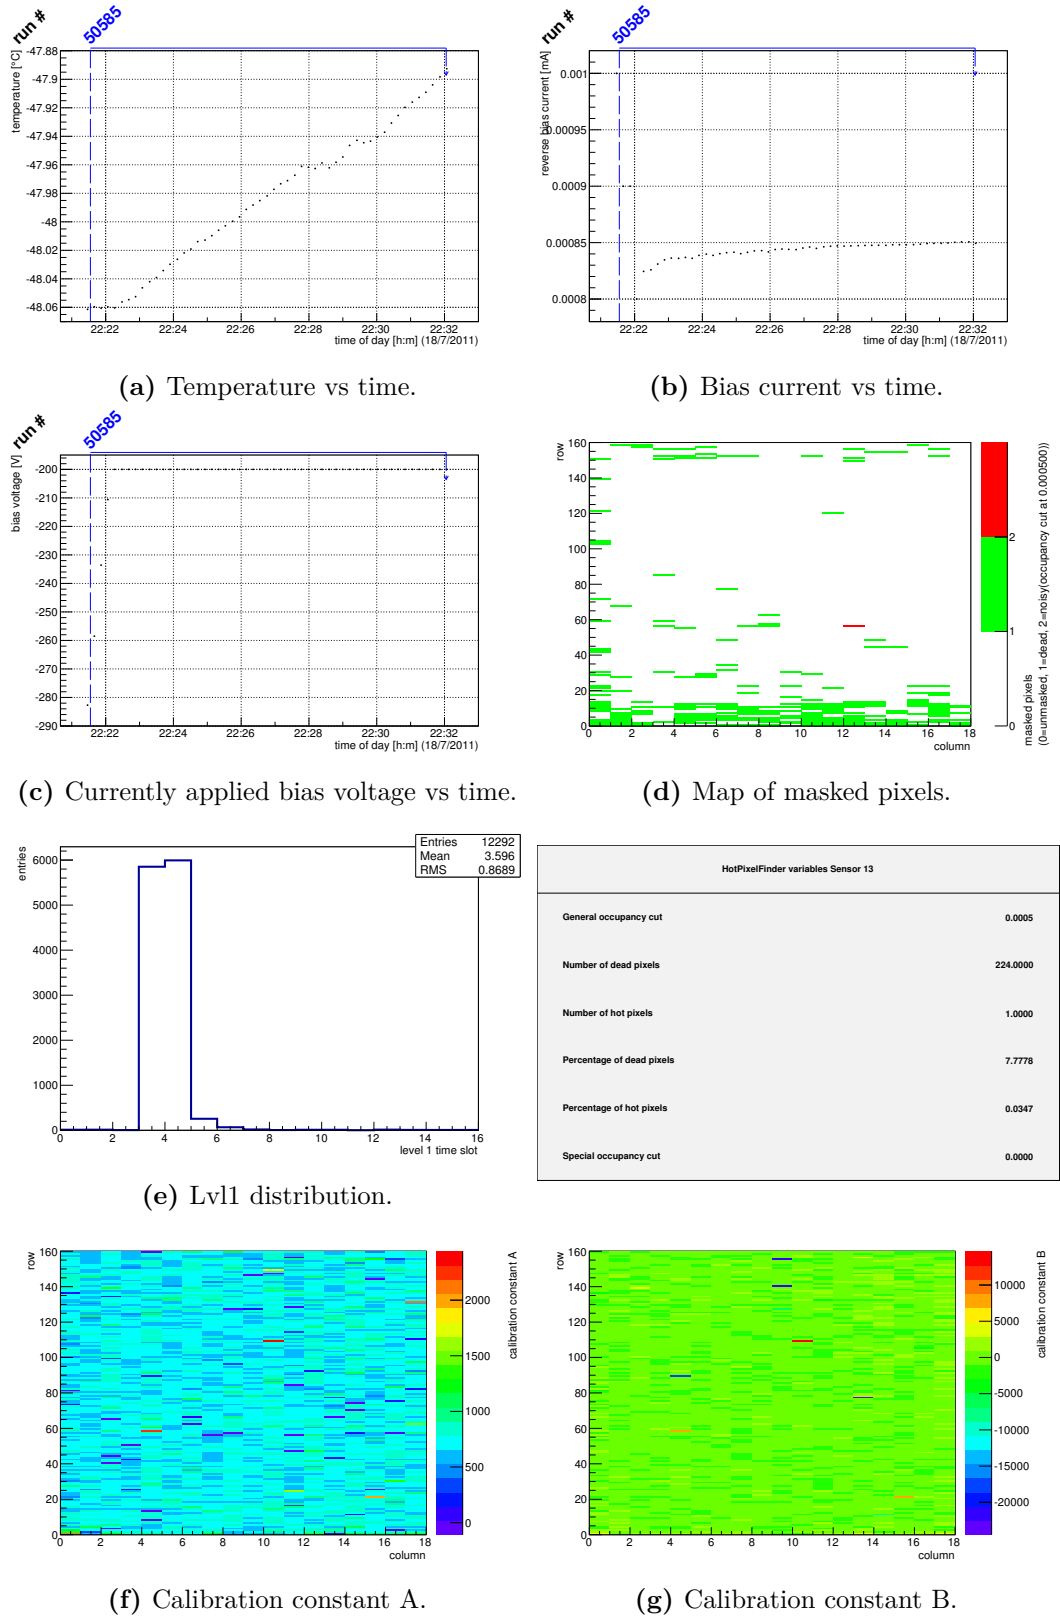 run #
50585
temperature [°C]
-47.88
-47.9
-47.92
-47.94
-47.96
-47.98
-48
-48.02
-48.04
-48.06
22:22 22:24 22:26 22:28 22:30 22:32
time of day [h:m] (18/7/2011)
(a) Temperature vs time.
run #
50585
reverse bias current [mA]
0.001
0.00095
0.0009
0.00085
0.0008
22:22 22:24 22:26 22:28 22:30 22:32
time of day [h:m] (18/7/2011)
(b) Bias current vs time.
run #
50585
bias voltage [V]
-200
-210
-220
-230
-240
-250
-260
-270
-280
-290
22:22 22:24 22:26 22:28 22:30 22:32
time of day [h:m] (18/7/2011)
(c) Currently applied bias voltage vs time.
row
160
140
120
100
80
60
40
20
0
0 2 4 6 8 10 12 14 16 18
column
2
1
0
masked pixels
(0=unmasked, 1=dead, 2=noisy(occupancy cut at 0.000500))
(d) Map of masked pixels.
entries
6000
5000
4000
3000
2000
1000
0
0 2 4 6 8 10 12 14 16
level 1 time slot
Entries 12292
Mean 3.596
RMS 0.8689
(e) Lvl1 distribution.
HotPixelFinder variables Sensor 13
General occupancy cut 0.0005
Number of dead pixels 224.0000
Number of hot pixels 1.0000
Percentage of dead pixels 7.7778
Percentage of hot pixels 0.0347
Special occupancy cut 0.0000
row
160
140
120
100
80
60
40
20
0
0 2 4 6 8 10 12 14 16 18
column
2000
1500
1000
500
0
calibration constant A
(f) Calibration constant A.
row
160
140
120
100
80
60
40
20
0
0 2 4 6 8 10 12 14 16 18
column
10000
5000
0
-5000
-10000
-15000
-20000
calibration constant B
(g) Calibration constant B.